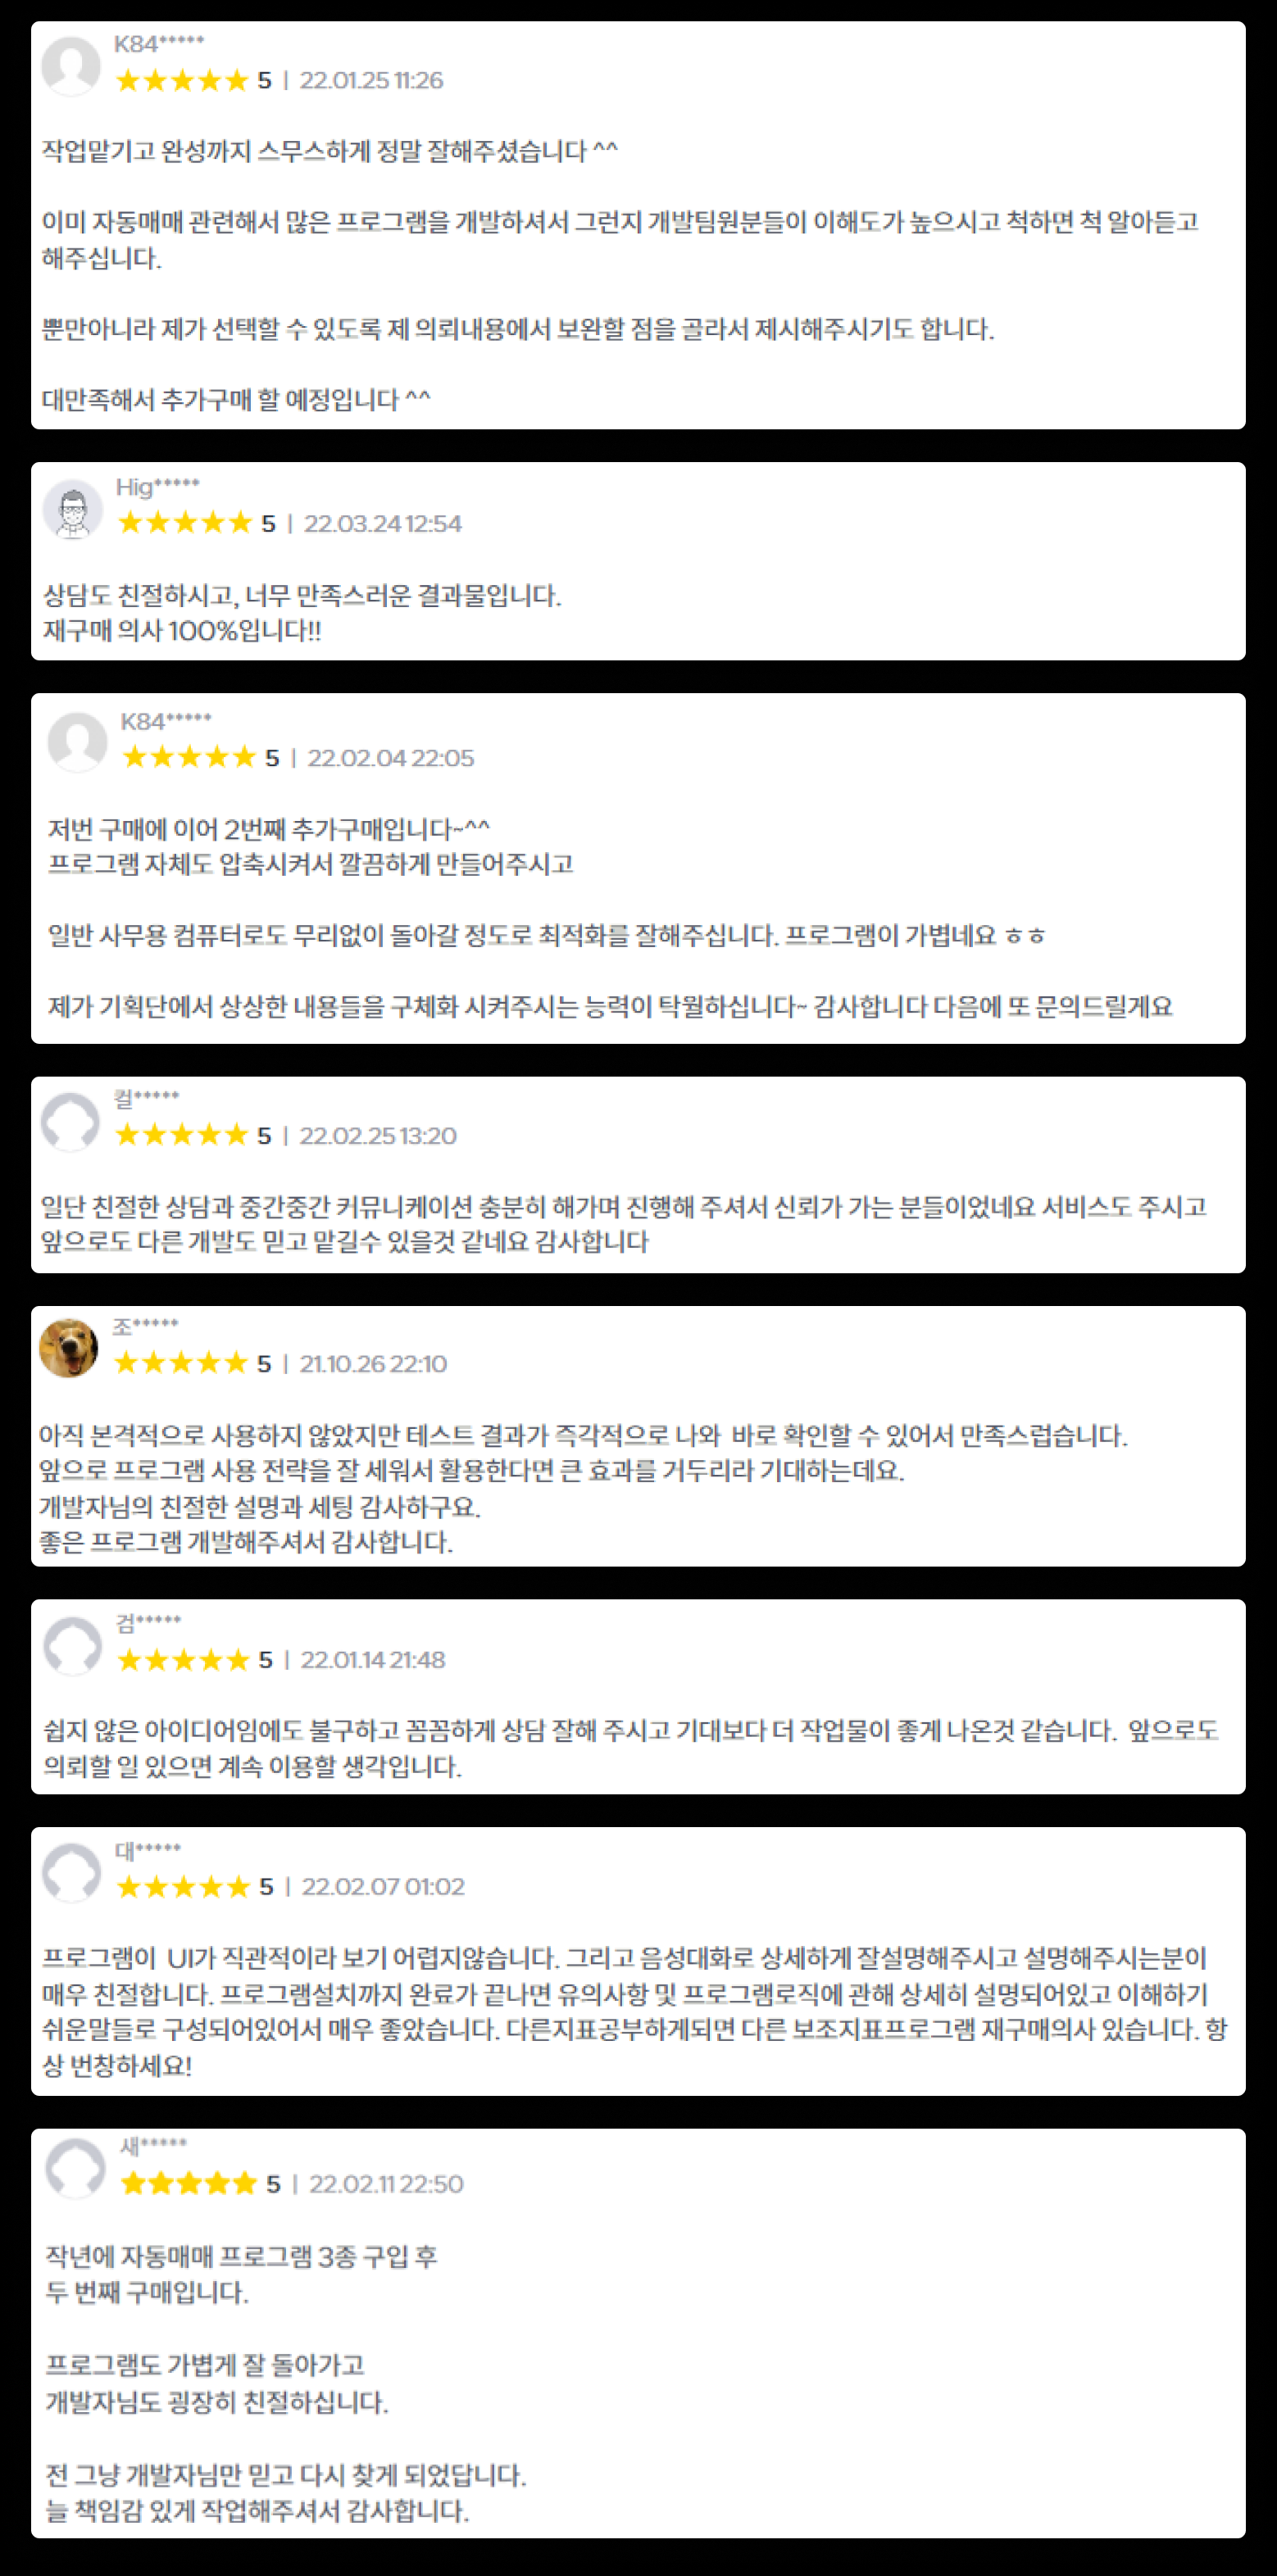 K84*****
★★★★★ 5 | 22.01.25 11:26
작업맡기고 완성까지 스무스하게 정말 잘해주셨습니다 ^^
이미 자동매매 관련해서 많은 프로그램을 개발하셔서 그런지 개발팀원분들이 이해도가 높으시고 척하면 척 알아듣고
해주십니다.
뿐만아니라 제가 선택할 수 있도록 제 의뢰내용에서 보완할 점을 골라서 제시해주시기도 합니다.
대만족해서 추가구매 할 예정입니다 ^^
Hig*****
★★★★★ 5 | 22.03.24 12:54
상담도 친절하시고, 너무 만족스러운 결과물입니다.
재구매 의사 100%입니다!!
K84*****
★★★★★ 5 | 22.02.04 22:05
저번 구매에 이어 2번째 추가구매입니다~^^
프로그램 자체도 압축시켜서 깔끔하게 만들어주시고
일반 사무용 컴퓨터로도 무리없이 돌아갈 정도로 최적화를 잘해주십니다. 프로그램이 가볍네요 ㅎㅎ
제가 기획단에서 상상한 내용들을 구체화 시켜주시는 능력이 탁월하십니다~ 감사합니다 다음에 또 문의드릴게요
컬*****
★★★★★ 5 | 22.02.25 13:20
일단 친절한 상담과 중간중간 커뮤니케이션 충분히 해가며 진행해 주셔서 신뢰가 가는 분들이었네요 서비스도 주시고
앞으로도 다른 개발도 믿고 맡길수 있을것 같네요 감사합니다
조*****
★★★★★ 5 | 21.10.26 22:10
아직 본격적으로 사용하지 않았지만 테스트 결과가 즉각적으로 나와  바로 확인할 수 있어서 만족스럽습니다.
앞으로 프로그램 사용 전략을 잘 세워서 활용한다면 큰 효과를 거두리라 기대하는데요.
개발자님의 친절한 설명과 세팅 감사하구요.
좋은 프로그램 개발해주셔서 감사합니다.
검*****
★★★★★ 5 | 22.01.14 21:48
쉽지 않은 아이디어임에도 불구하고 꼼꼼하게 상담 잘해 주시고 기대보다 더 작업물이 좋게 나온것 같습니다.  앞으로도
의뢰할 일 있으면 계속 이용할 생각입니다.
대*****
★★★★★ 5 | 22.02.07 01:02
프로그램이  UI가 직관적이라 보기 어렵지않습니다. 그리고 음성대화로 상세하게 잘설명해주시고 설명해주시는분이
매우 친절합니다. 프로그램설치까지 완료가 끝나면 유의사항 및 프로그램로직에 관해 상세히 설명되어있고 이해하기
쉬운말들로 구성되어있어서 매우 좋았습니다. 다른지표공부하게되면 다른 보조지표프로그램 재구매의사 있습니다. 항
상 번창하세요!
새*****
★★★★★ 5 | 22.02.11 22:50
작년에 자동매매 프로그램 3종 구입 후
두 번째 구매입니다.
프로그램도 가볍게 잘 돌아가고
개발자님도 굉장히 친절하십니다.
전 그냥 개발자님만 믿고 다시 찾게 되었답니다.
늘 책임감 있게 작업해주셔서 감사합니다.